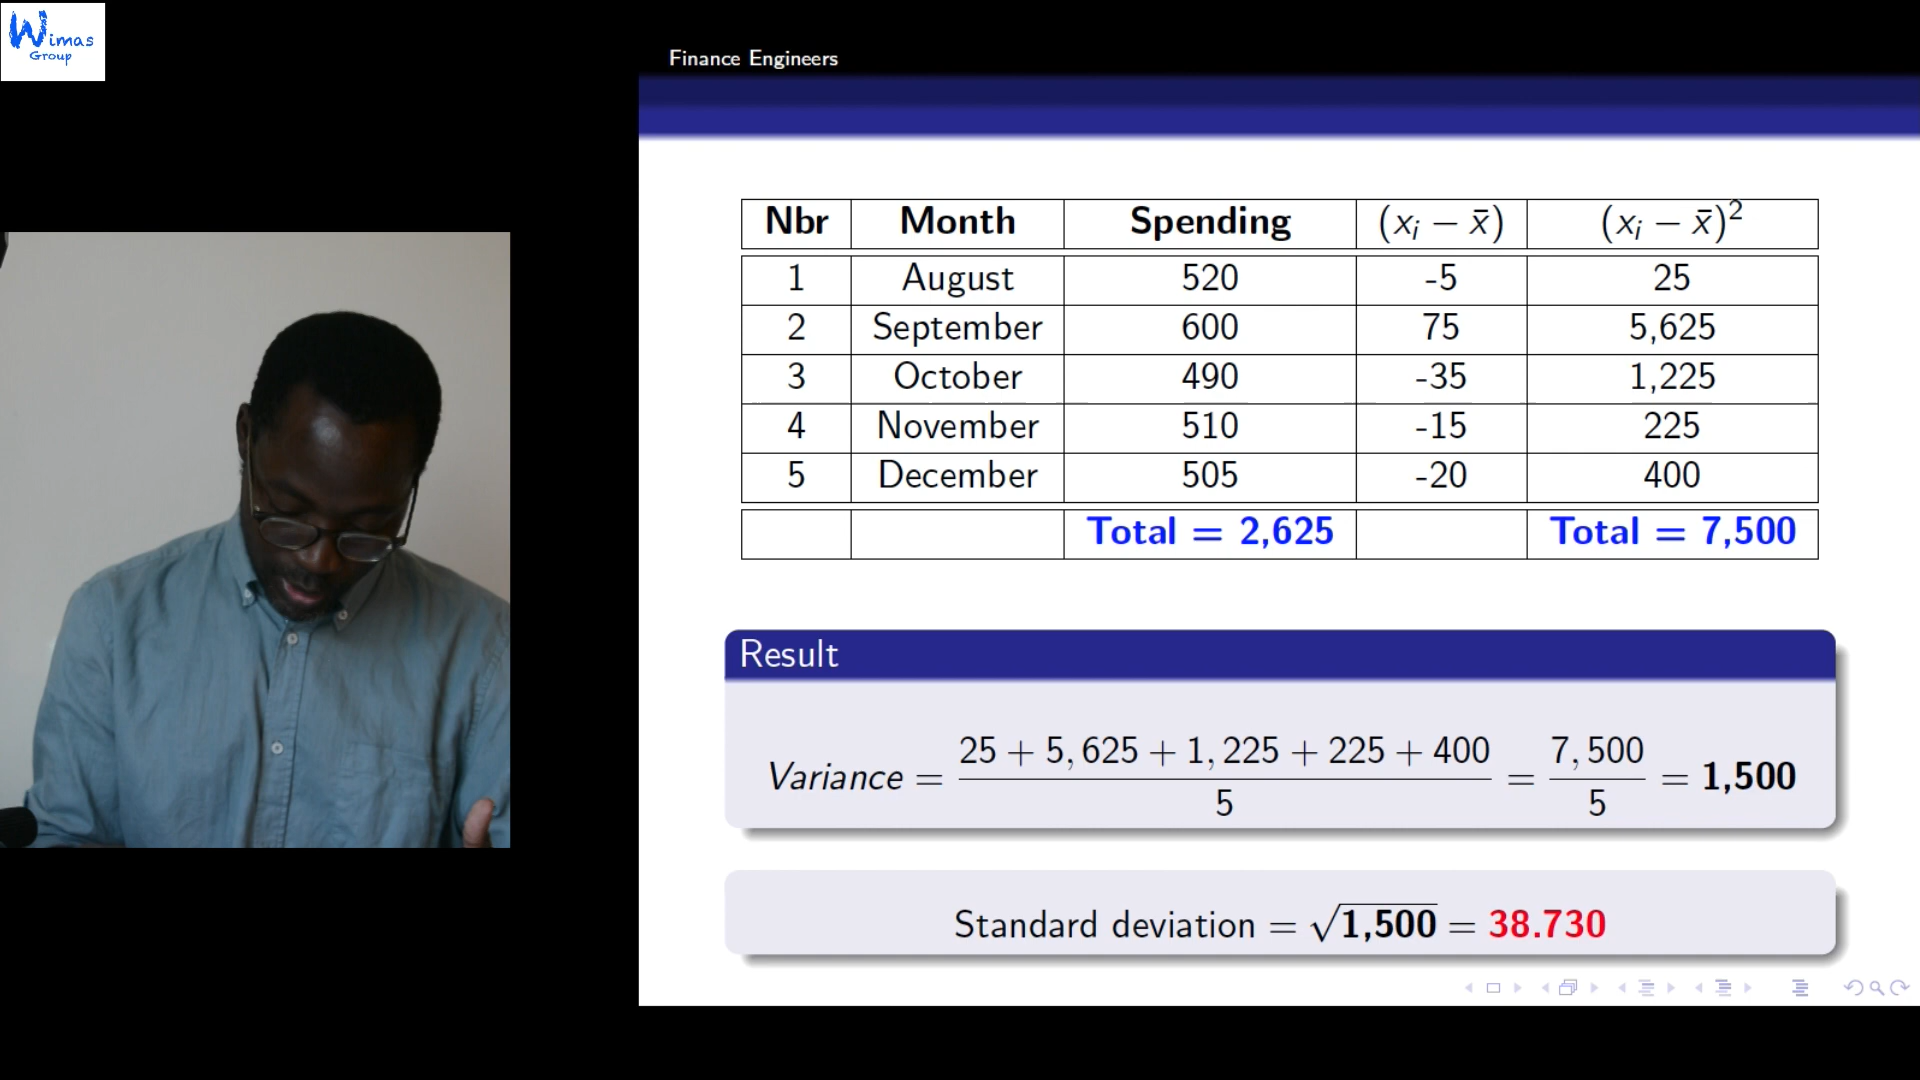 Wimas
Group
Finance Engineers
Nbr Month Spending (xᵢ − x̄) (xᵢ − x̄)²
1 August 520 -5 25
2 September 600 75 5,625
3 October 490 -35 1,225
4 November 510 -15 225
5 December 505 -20 400
Total = 2,625 Total = 7,500
Result
Variance = (25 + 5, 625 + 1, 225 + 225 + 400) / 5 = 7, 500 / 5 = 1,500
Standard deviation = √1,500 = 38.730